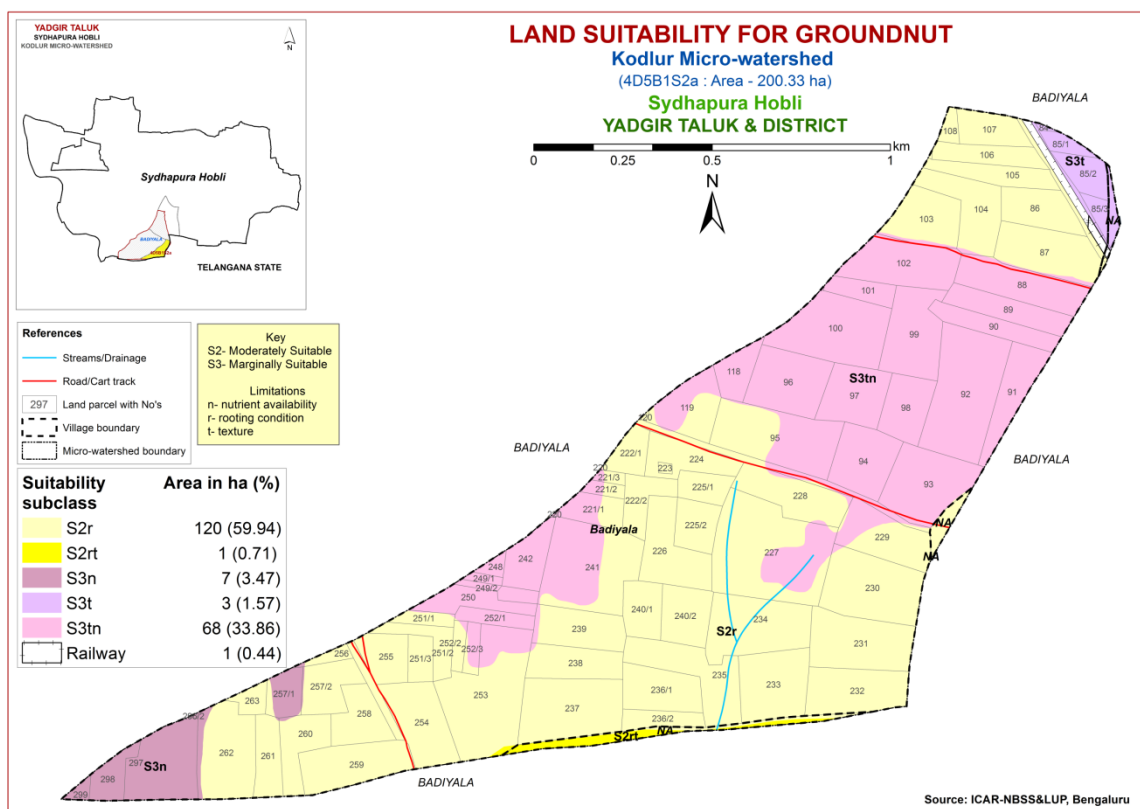 YADGIR TALUK
SYDHAPURA HOBLI
KODLUR MICRO-WATERSHED
N
Sydhapura Hobli
BADIYALA
TELANGANA STATE
LAND SUITABILITY FOR GROUNDNUT
Kodlur Micro-watershed
(4D5B1S2a : Area - 200.33 ha)
Sydhapura Hobli
YADGIR TALUK & DISTRICT
km
0 0.25 0.5 1
N
References
Streams/Drainage
Road/Cart track
297 Land parcel with No's
Village boundary
Micro-watershed boundary
Key
S2- Moderately Suitable
S3- Marginally Suitable
Limitations
n- nutrient availability
r- rooting condition
t- texture
Suitability subclass Area in ha (%)
S2r 120 (59.94)
S2rt 1 (0.71)
S3n 7 (3.47)
S3t 3 (1.57)
S3tn 68 (33.86)
Railway 1 (0.44)
BADIYALA
108 107
85/1
S3t
106
85/2
105
86
85/3
104
103
NA
87
102
88
101
89
90
100
99
S3tn
118
96
97
98
92
91
119
95
94
93
BADIYALA
BADIYALA
222/1
224
223
220
221/3
221/2
225/1
228
222/2
221/1
NA
Badiyala
225/2
229
NA
242
226
227
248
241
249/1
249/2
250
230
240/1
240/2
234
251/1
252/1
239
S2r
231
252/2
251/2
252/3
251/3
255
256
238
235
257/2
257/1
236/1
233
232
263
253
237
258
254
236/2
NA
S2rt
260
262
261
259
297
S3n
298
299
BADIYALA
Source: ICAR-NBSS&LUP, Bengaluru